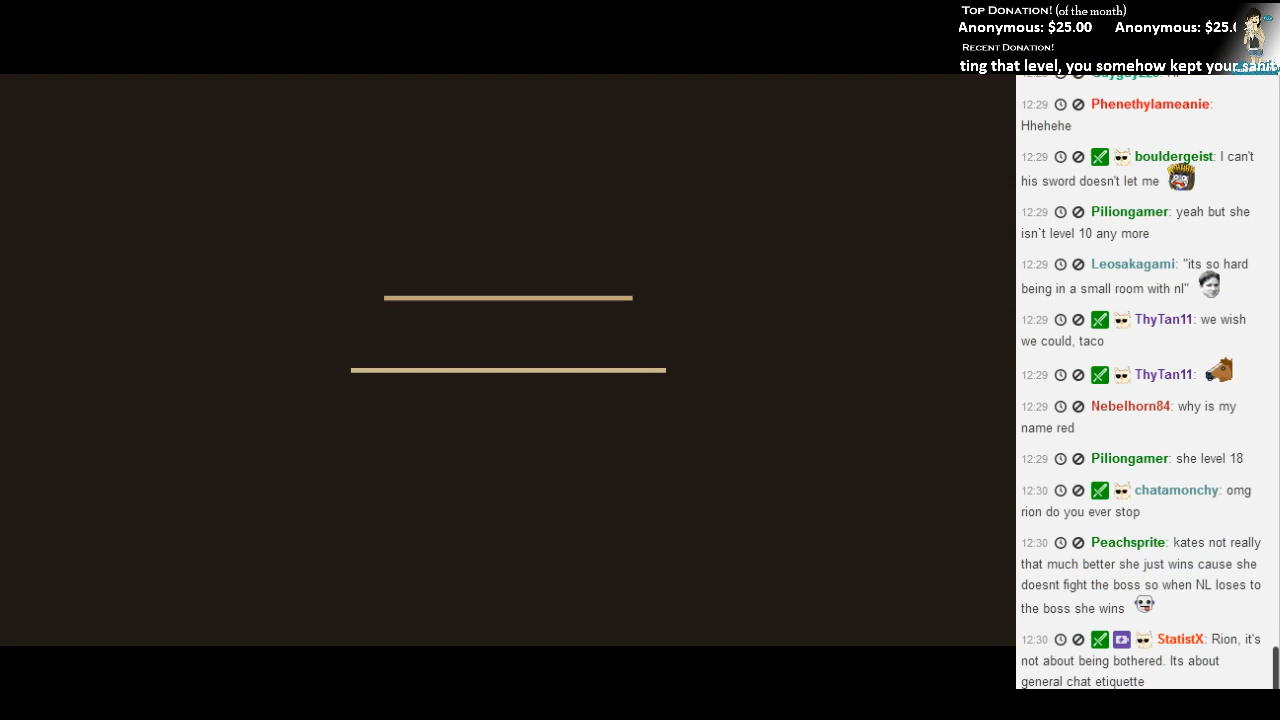 TOP DONATION! (of the month)
Anonymous: $25.00 Anonymous: $25.0
RECENT DONATION!
ting that level, you somehow kept your sanit
12:29 Phenethylameanie:
Hhehehe
12:29 bouldergeist: I can't
his sword doesn't let me
12:29 Piliongamer: yeah but she
isn`t level 10 any more
12:29 Leosakagami: "its so hard
being in a small room with nl"
12:29 ThyTan11: we wish
we could, taco
12:29 ThyTan11:
12:29 Nebelhorn84: why is my
name red
12:29 Piliongamer: she level 18
12:30 chatamonchy: omg
rion do you ever stop
12:30 Peachsprite: kates not really
that much better she just wins cause she
doesnt fight the boss so when NL loses to
the boss she wins
12:30 StatistX: Rion, it's
not about being bothered. Its about
general chat etiquette